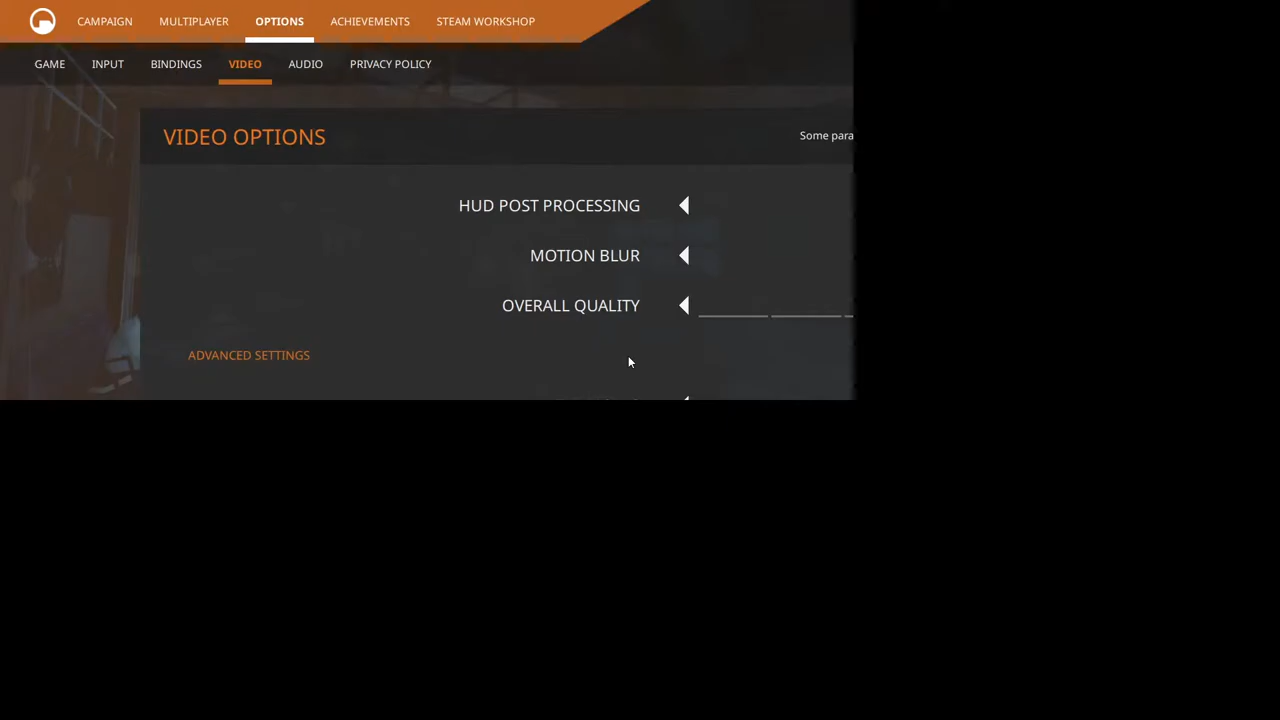 CAMPAIGN MULTIPLAYER OPTIONS ACHIEVEMENTS STEAM WORKSHOP
GAME INPUT BINDINGS VIDEO AUDIO PRIVACY POLICY
VIDEO OPTIONS
Some para
HUD POST PROCESSING
MOTION BLUR
OVERALL QUALITY
ADVANCED SETTINGS